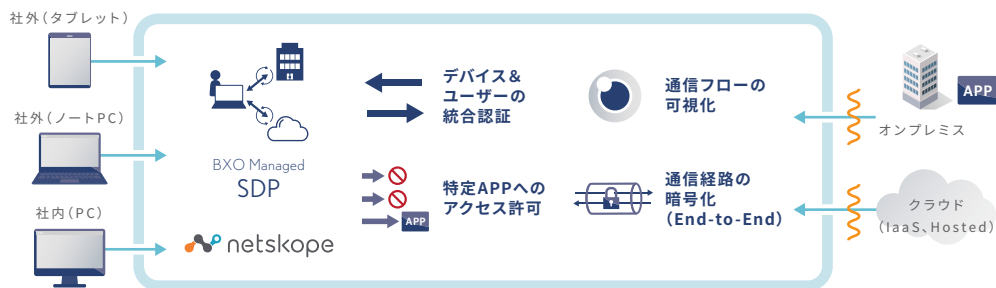 社外（タブレット）
社外（ノートPC）
社内（PC）
BXO Managed
SDP
netskope
デバイス＆
ユーザーの
統合認証
特定APPへの
アクセス許可
APP
通信フローの
可視化
通信経路の
暗号化
（End-to-End）
APP
オンプレミス
クラウド
（IaaS、Hosted）